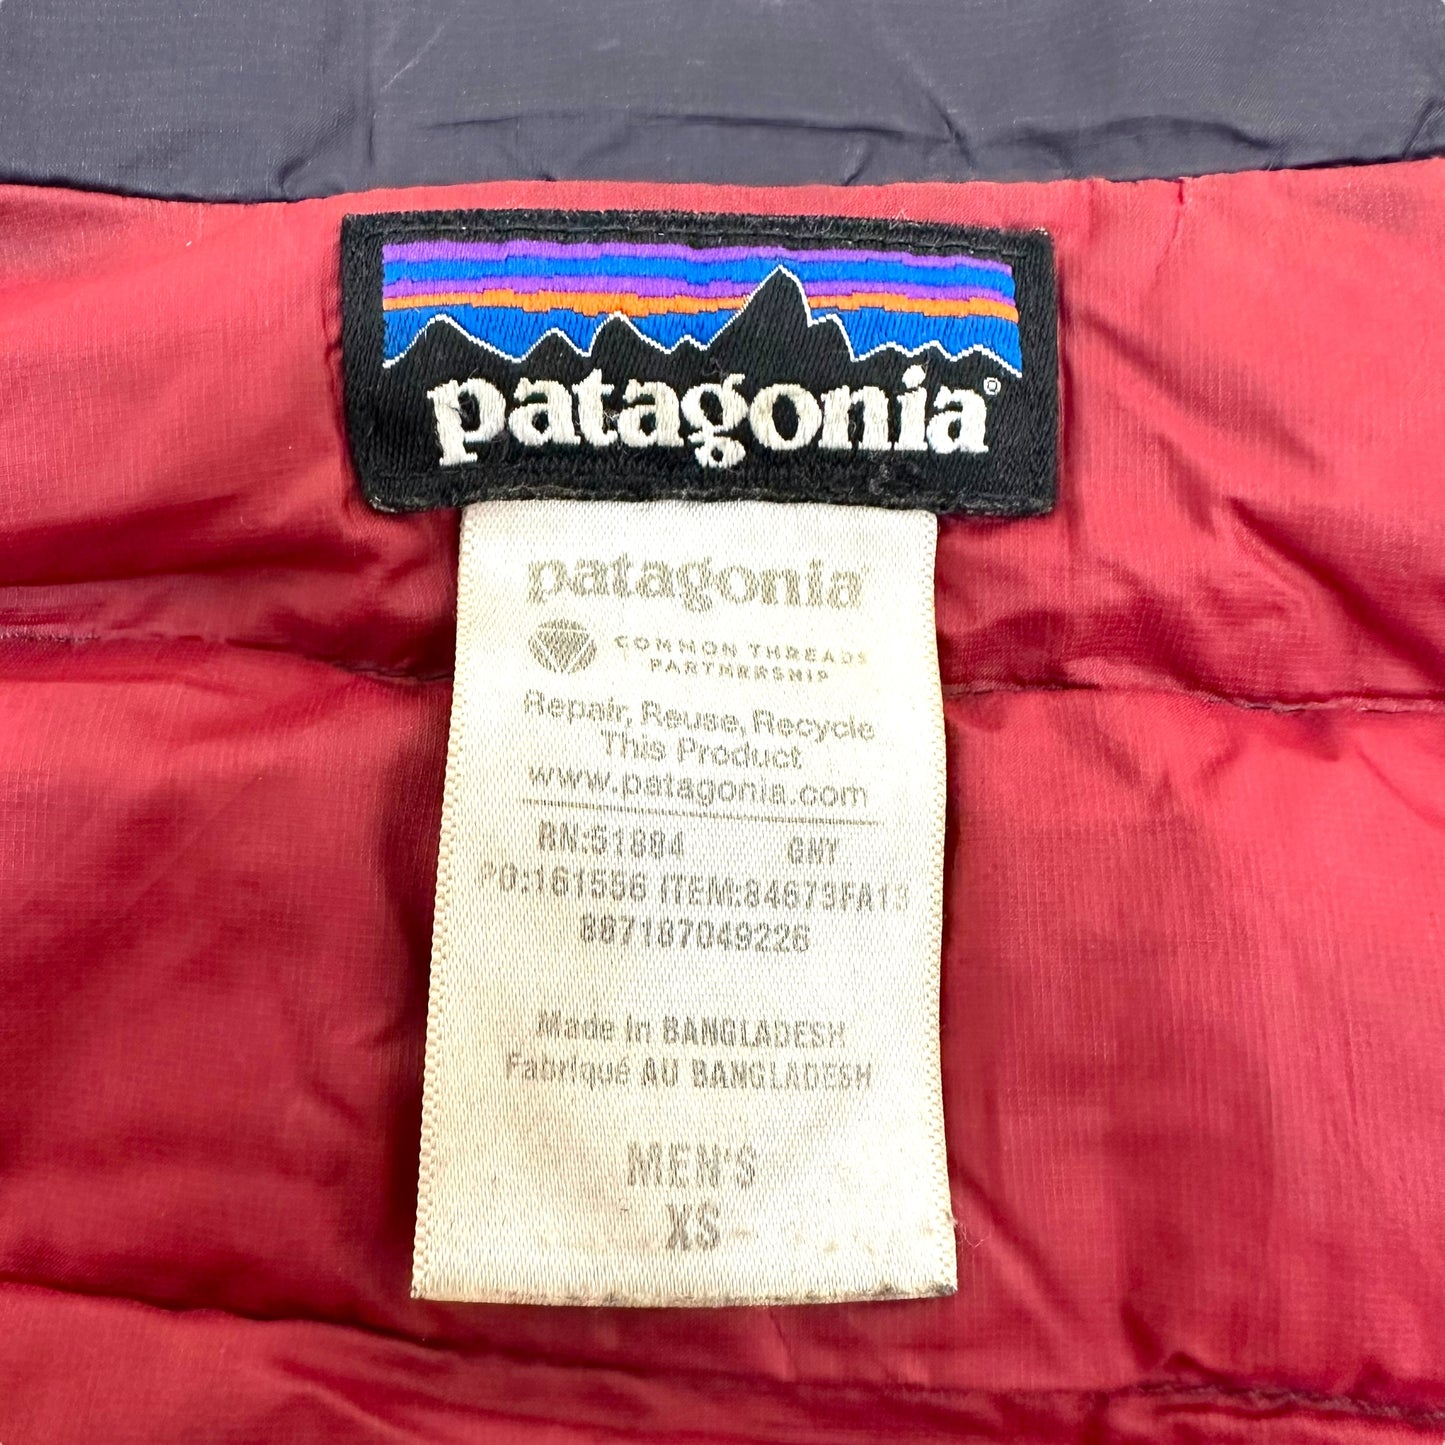 patagonia®
patagonia
COMMON THREADS
PARTNERSHIP
Repair, Reuse, Recycle
This Product
www.patagonia.com
RN:51884 GNY
PO:161556 ITEM:84673FA13
887187049226
Made in BANGLADESH
Fabriqué AU BANGLADESH
MEN'S
XS